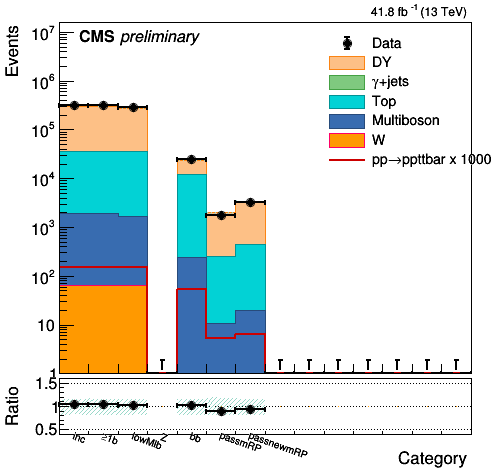 41.8 fb⁻¹ (13 TeV)
Events
CMS preliminary
10⁷
10⁶
10⁵
10⁴
10³
10²
10
1
Data
DY
γ+jets
Top
Multiboson
W
pp→ppttbar x 1000
Ratio
1.5
1
0.5
inc
≥1b
lowMlb
Z
bb
passmRP
passnewmRP
Category